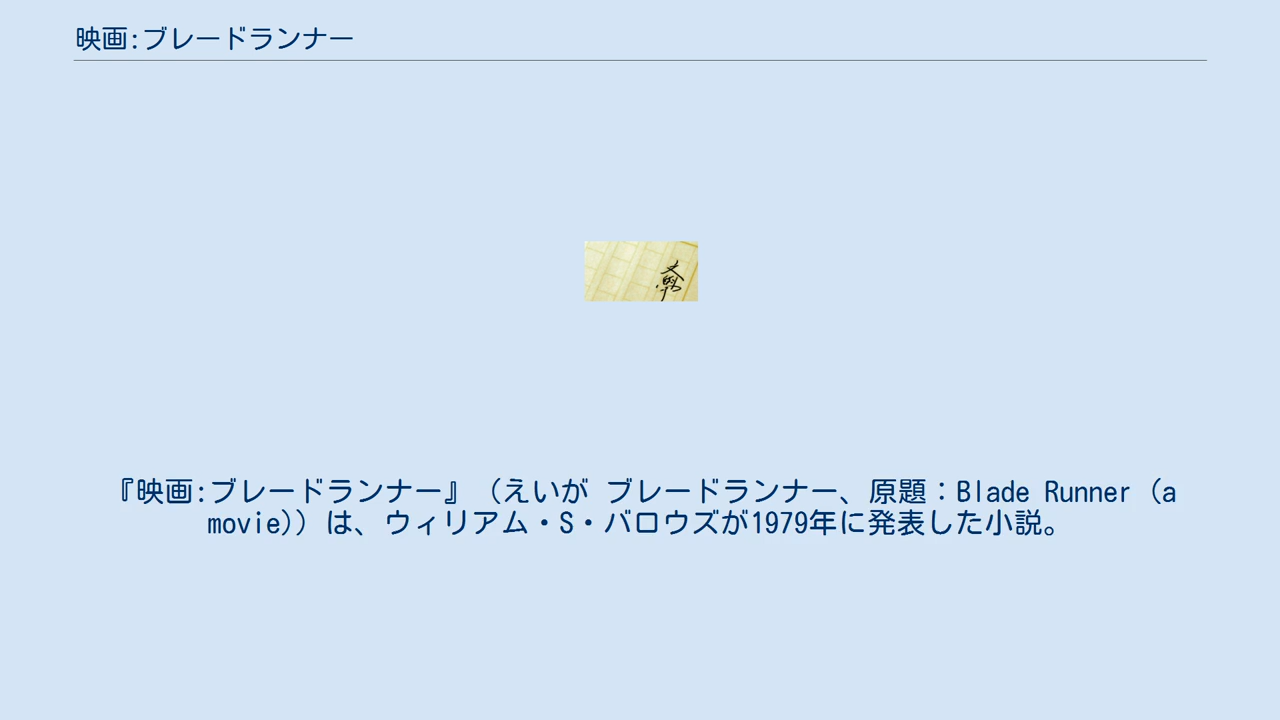 映画:ブレードランナー
『映画:ブレードランナー』（えいが ブレードランナー、原題：Blade Runner (a
movie)）は、ウィリアム・S・バロウズが1979年に発表した小説。